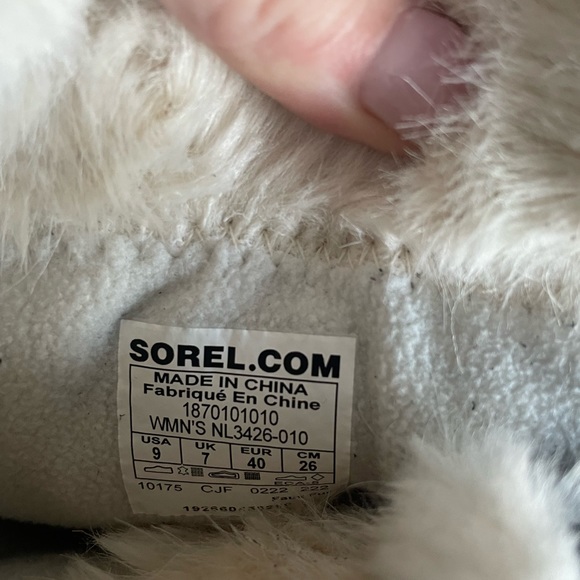 SOREL.COM
MADE IN CHINA
Fabriqué En Chine
1870101010
WMN'S NL3426-010
USA UK EUR CM
9 7 40 26
10175 CJF 0222 222